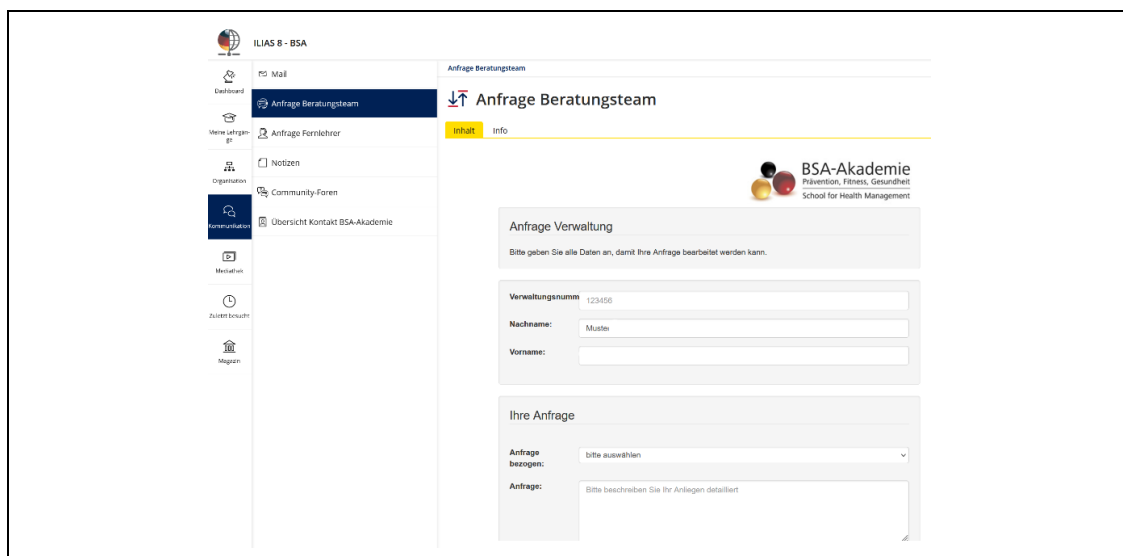 ILIAS 8 - BSA
Dashboard
Meine Lehrgän-
ge
Organisation
Kommunikation
Mediathek
Zuletzt besucht
Magazin
Mail
Anfrage Beratungsteam
Anfrage Fernlehrer
Notizen
Community-Foren
Übersicht Kontakt BSA-Akademie
Anfrage Beratungsteam
Anfrage Beratungsteam
Inhalt Info
BSA-Akademie
Prävention, Fitness, Gesundheit
School for Health Management
Anfrage Verwaltung
Bitte geben Sie alle Daten an, damit Ihre Anfrage bearbeitet werden kann.
Verwaltungsnumm 123456
Nachname: Muster
Vorname:
Ihre Anfrage
Anfrage
bezogen: bitte auswählen
Anfrage: Bitte beschreiben Sie Ihr Anliegen detailliert